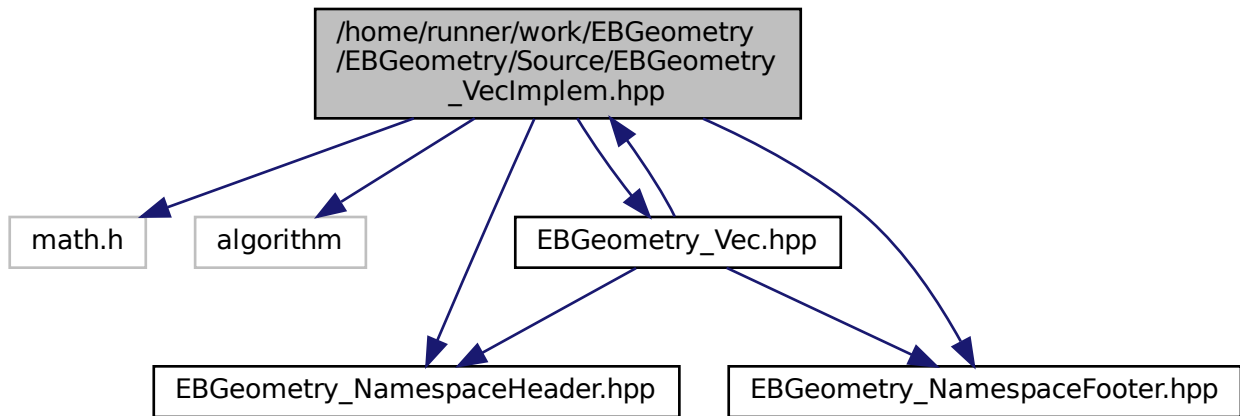 /home/runner/work/EBGeometry
/EBGeometry/Source/EBGeometry
_VecImplem.hpp
math.h
algorithm
EBGeometry_Vec.hpp
EBGeometry_NamespaceHeader.hpp
EBGeometry_NamespaceFooter.hpp